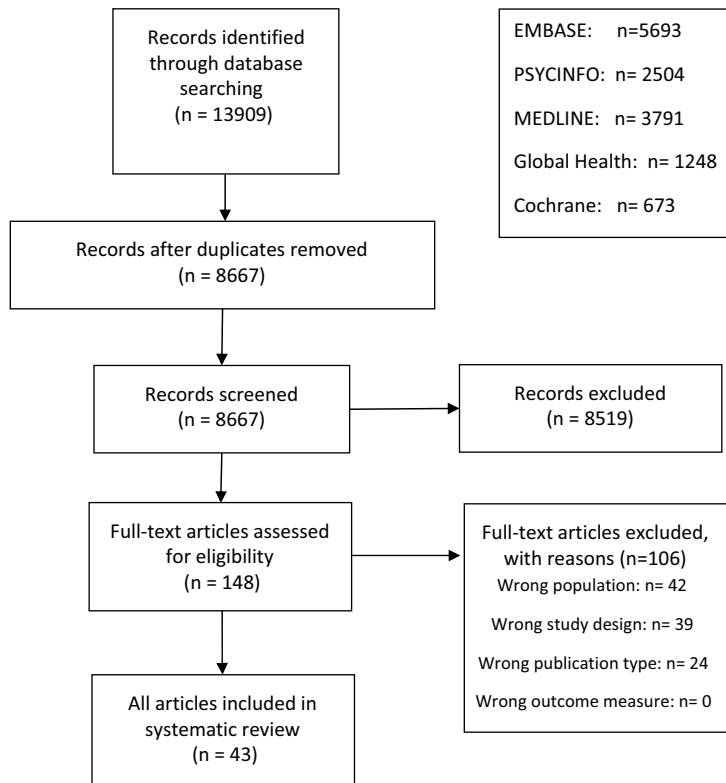 Records identified
through database
searching
(n = 13909)
EMBASE: n=5693
PSYCINFO: n= 2504
MEDLINE: n= 3791
Global Health: n= 1248
Cochrane: n= 673
Records after duplicates removed
(n = 8667)
Records screened
(n = 8667)
Records excluded
(n = 8519)
Full-text articles assessed
for eligibility
(n = 148)
Full-text articles excluded,
with reasons (n=106)
Wrong population: n= 42
Wrong study design: n= 39
Wrong publication type: n= 24
Wrong outcome measure: n= 0
All articles included in
systematic review
(n = 43)